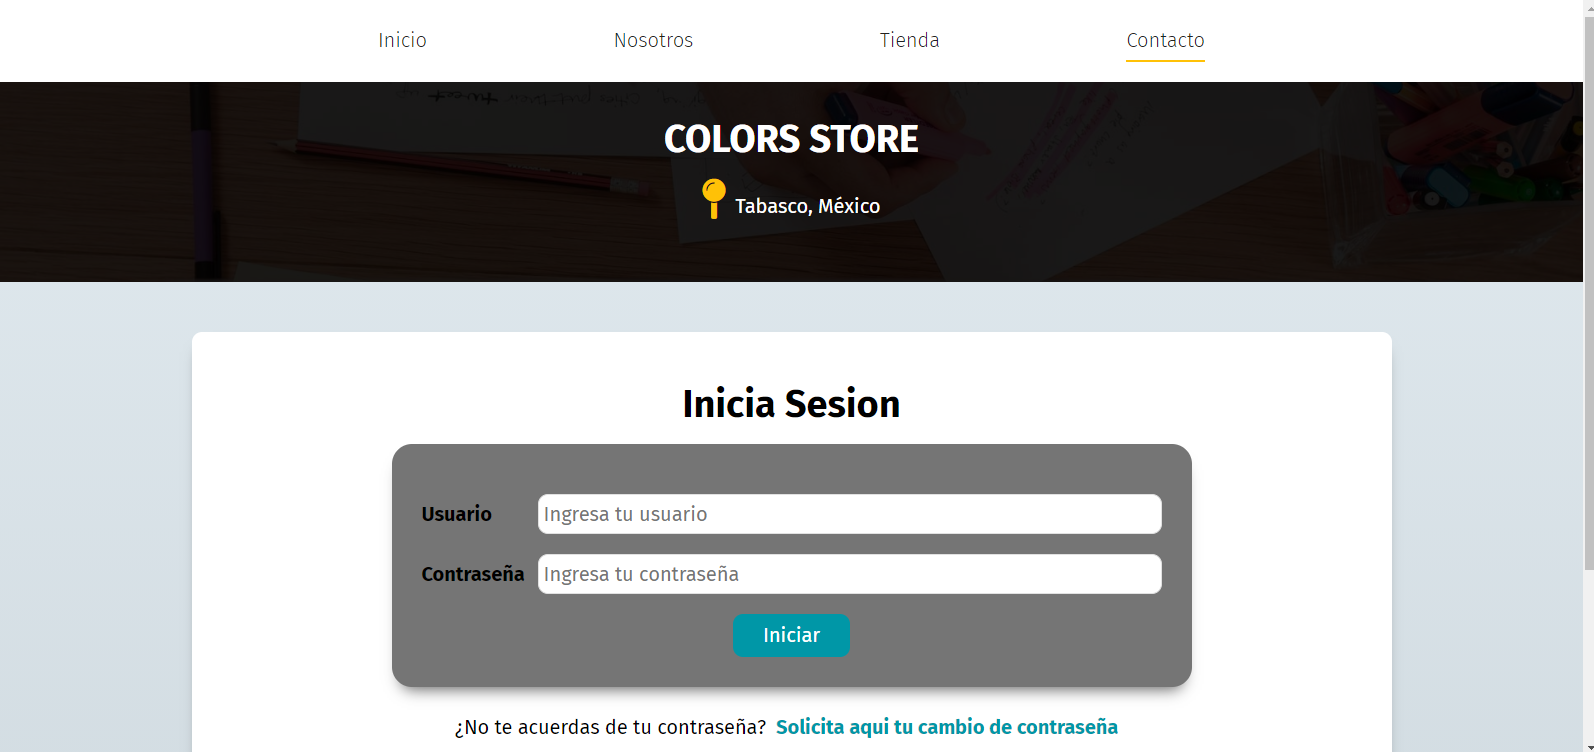 Inicio Nosotros Tienda Contacto
COLORS STORE
Tabasco, México
Inicia Sesion
Usuario Ingresa tu usuario
Contraseña Ingresa tu contraseña
Iniciar
¿No te acuerdas de tu contraseña? Solicita aqui tu cambio de contraseña